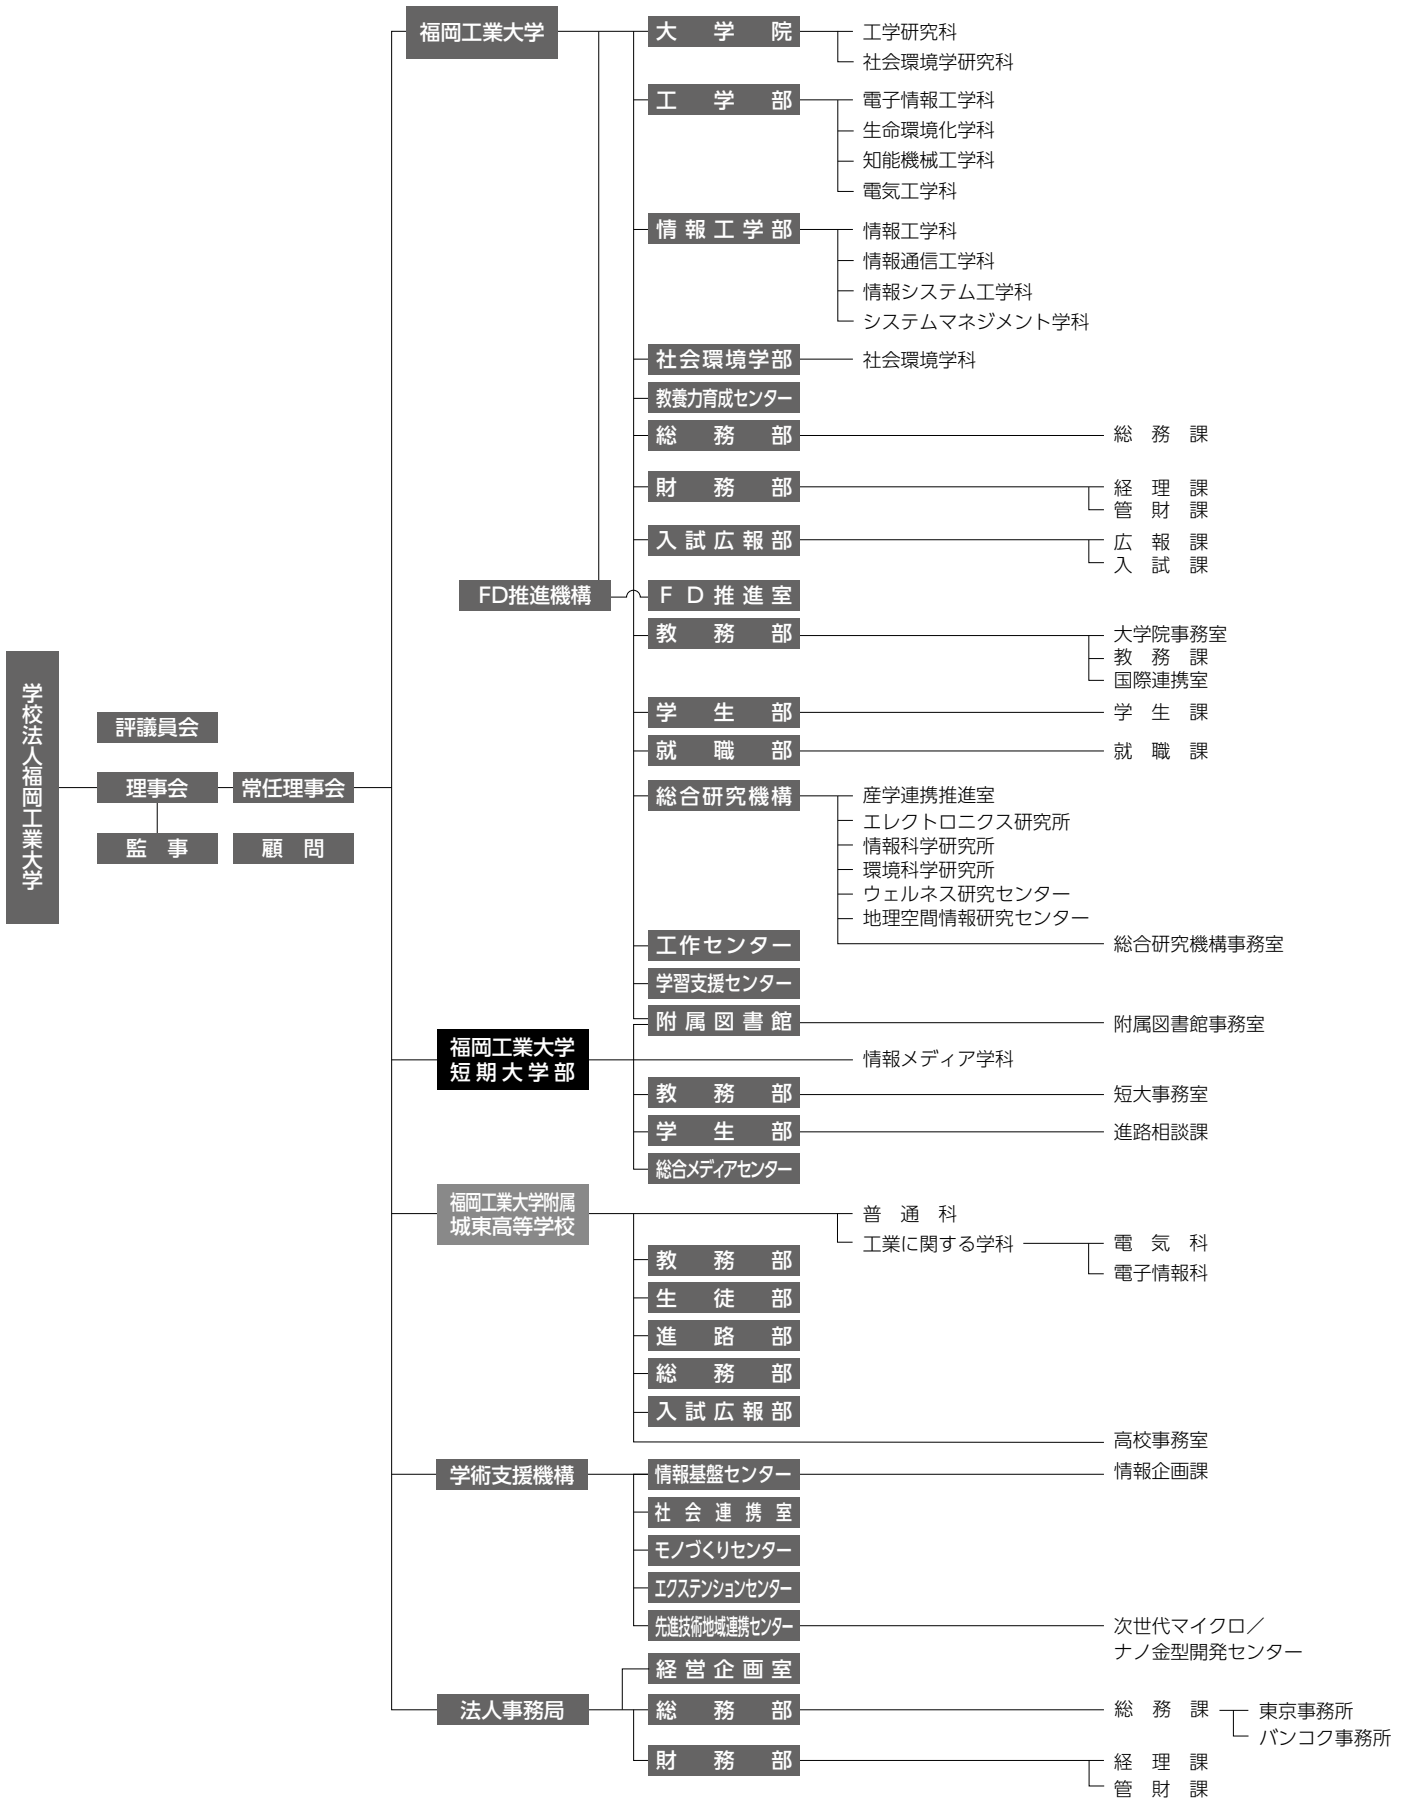 学校法人福岡工業大学
評議員会
理事会
常任理事会
監事
顧問
福岡工業大学
大学院
工学研究科
社会環境学研究科
工学部
電子情報工学科
生命環境化学科
知能機械工学科
電気工学科
情報工学部
情報工学科
情報通信工学科
情報システム工学科
システムマネジメント学科
社会環境学部
社会環境学科
教養力育成センター
総務部
総務課
財務部
経理課
管財課
入試広報部
広報課
入試課
FD推進機構
FD推進室
教務部
大学院事務室
教務課
国際連携室
学生部
学生課
就職部
就職課
総合研究機構
産学連携推進室
エレクトロニクス研究所
情報科学研究所
環境科学研究所
ウェルネス研究センター
地理空間情報研究センター
総合研究機構事務室
工作センター
学習支援センター
附属図書館
附属図書館事務室
福岡工業大学
短期大学部
情報メディア学科
教務部
短大事務室
学生部
進路相談課
総合メディアセンター
福岡工業大学附属
城東高等学校
普通科
工業に関する学科
電気科
電子情報科
教務部
生徒部
進路部
総務部
入試広報部
高校事務室
学術支援機構
情報基盤センター
情報企画課
社会連携室
モノづくりセンター
エクステンションセンター
先進技術地域連携センター
次世代マイクロ／
ナノ金型開発センター
法人事務局
経営企画室
総務部
総務課
東京事務所
バンコク事務所
財務部
経理課
管財課